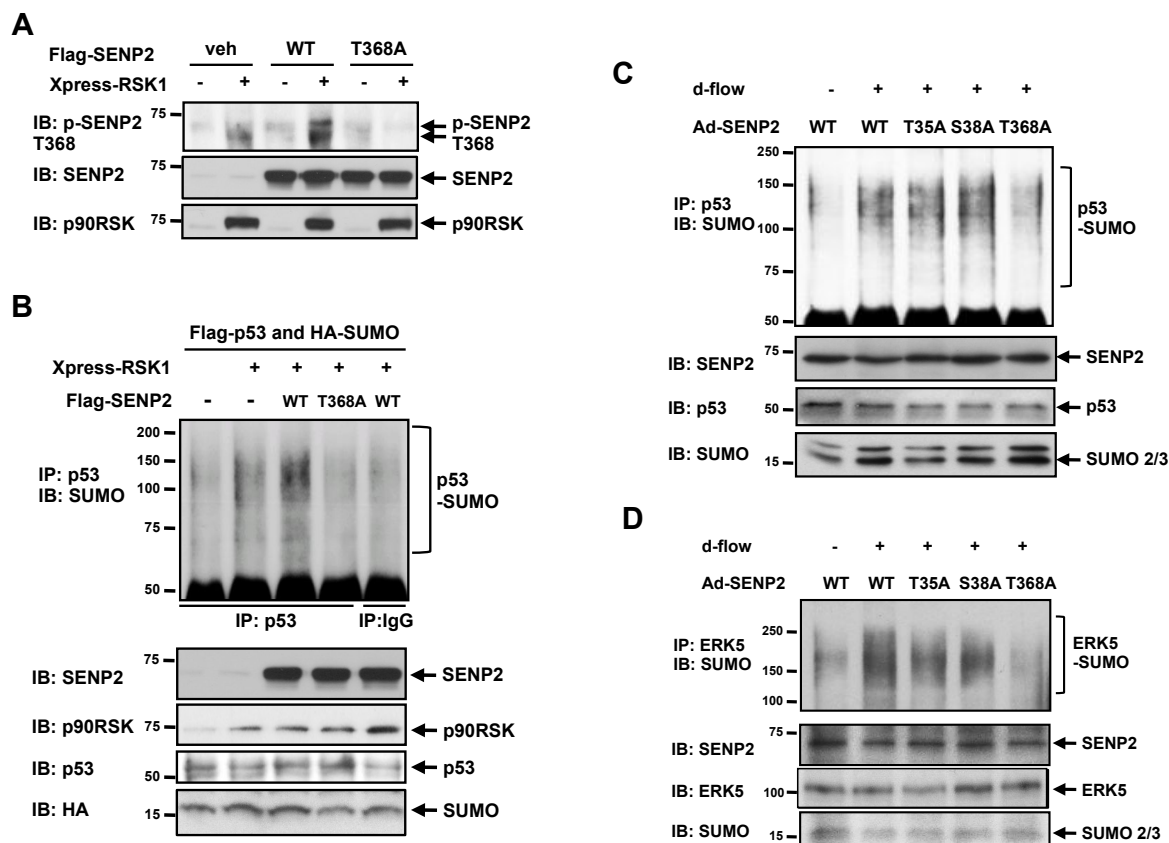 A
Flag-SENP2 veh WT T368A
Xpress-RSK1 - + - + - +
IB: p-SENP2 T368 75 p-SENP2 T368
IB: SENP2 75 SENP2
IB: p90RSK 75 p90RSK
B
Flag-p53 and HA-SUMO
Xpress-RSK1 + + + +
Flag-SENP2 - - WT T368A WT
200
IP: p53 150
IB: SUMO 100 p53 -SUMO
75
50
IP: p53 IP:IgG
IB: SENP2 75 SENP2
IB: p90RSK 75 p90RSK
IB: p53 50 p53
IB: HA 15 SUMO
C
d-flow - + + + +
Ad-SENP2 WT WT T35A S38A T368A
250
150
IP: p53
IB: SUMO 100 p53 -SUMO
75
50
IB: SENP2 75 SENP2
IB: p53 50 p53
IB: SUMO 15 SUMO 2/3
D
d-flow - + + + +
Ad-SENP2 WT WT T35A S38A T368A
250
IP: ERK5
IB: SUMO 150 ERK5 -SUMO
100
IB: SENP2 75 SENP2
IB: ERK5 100 ERK5
IB: SUMO 15 SUMO 2/3